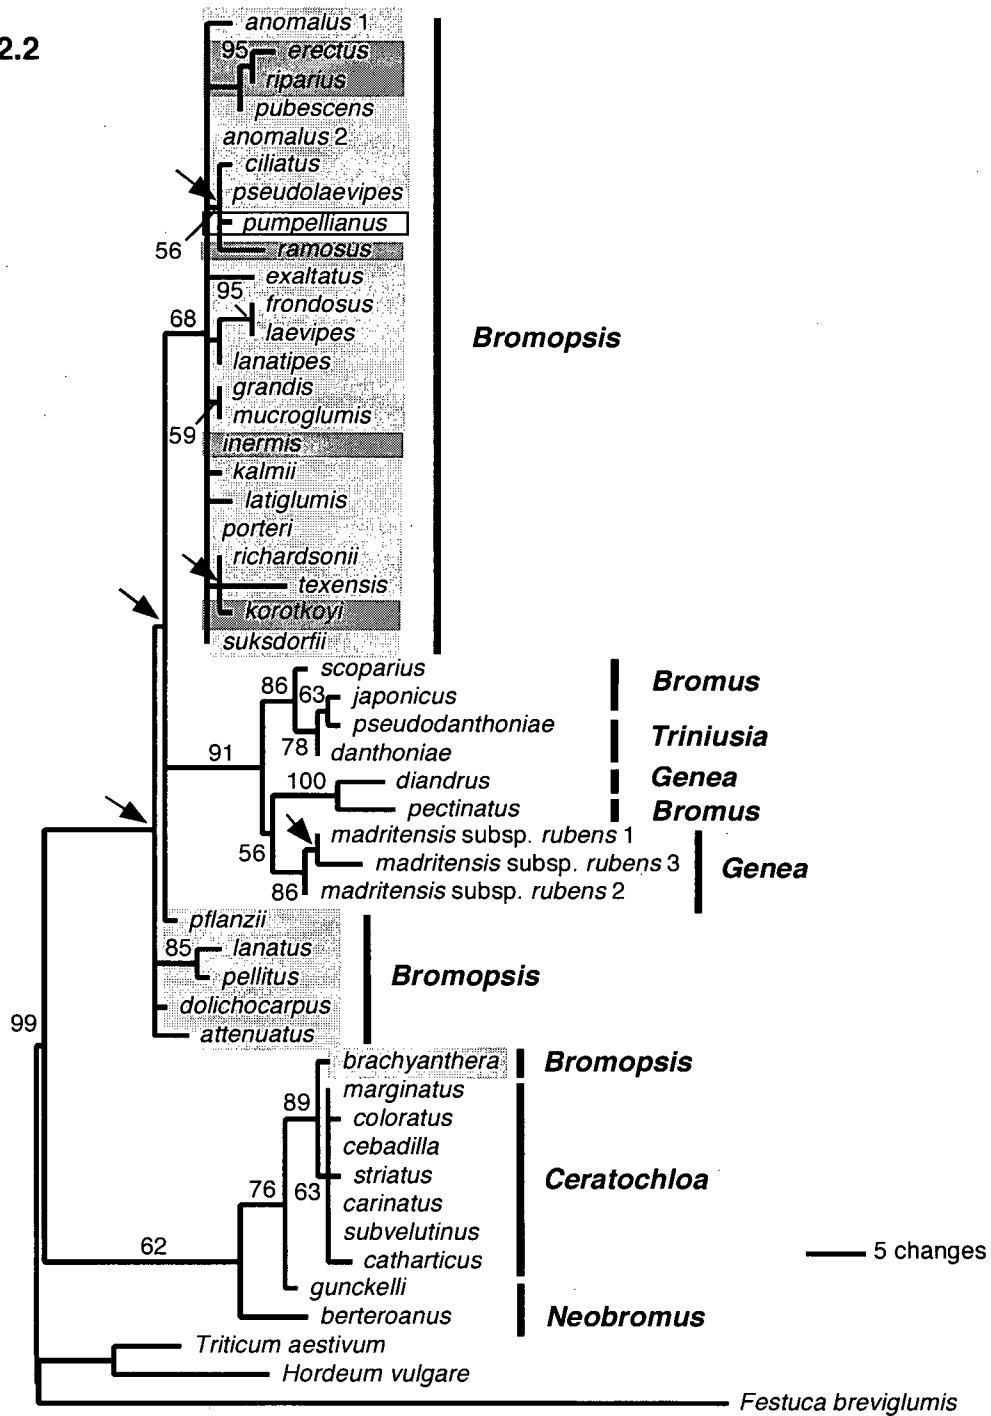 2.2
anomalus 1
95 erectus
riparius
pubescens
anomalus 2
ciliatus
pseudolaevipes
pumpellianus
56 ramosus
exaltatus
95 frondosus
68 laevipes
Bromopsis
lanatipes
grandis
mucroglumis
59 inermis
kalmii
latiglumis
porteri
richardsonii
texensis
korotkoyi
suksdorfii
scoparius
86 63 japonicus Bromus
pseudodanthoniae
78 danthoniae Triniusia
91
100 diandrus Genea
pectinatus Bromus
madritensis subsp. rubens 1
56 madritensis subsp. rubens 3 Genea
86 madritensis subsp. rubens 2
pflanzii
85 lanatus
pellitus Bromopsis
dolichocarpus
99 attenuatus
brachyanthera Bromopsis
marginatus
89 coloratus
cebadilla
striatus Ceratochloa
76 63 carinatus
subvelutinus
62 catharticus 5 changes
gunckelli
berteroanus Neobromus
Triticum aestivum
Hordeum vulgare
Festuca breviglumis